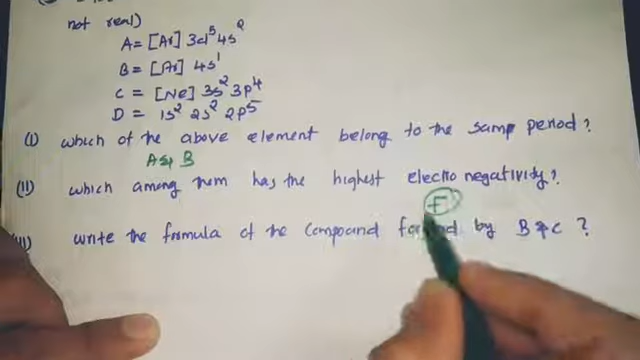 not real)
A = [Ar] 3d⁵ 4s²
B = [Ar] 4s¹
C = [Ne] 3s² 3p⁴
D = 1s² 2s² 2p⁵
(I) which of the above element belong to the same period?
A & B
(II) which among them has the highest electro negativity?
F
write the formula of the compound formed by B & C ?